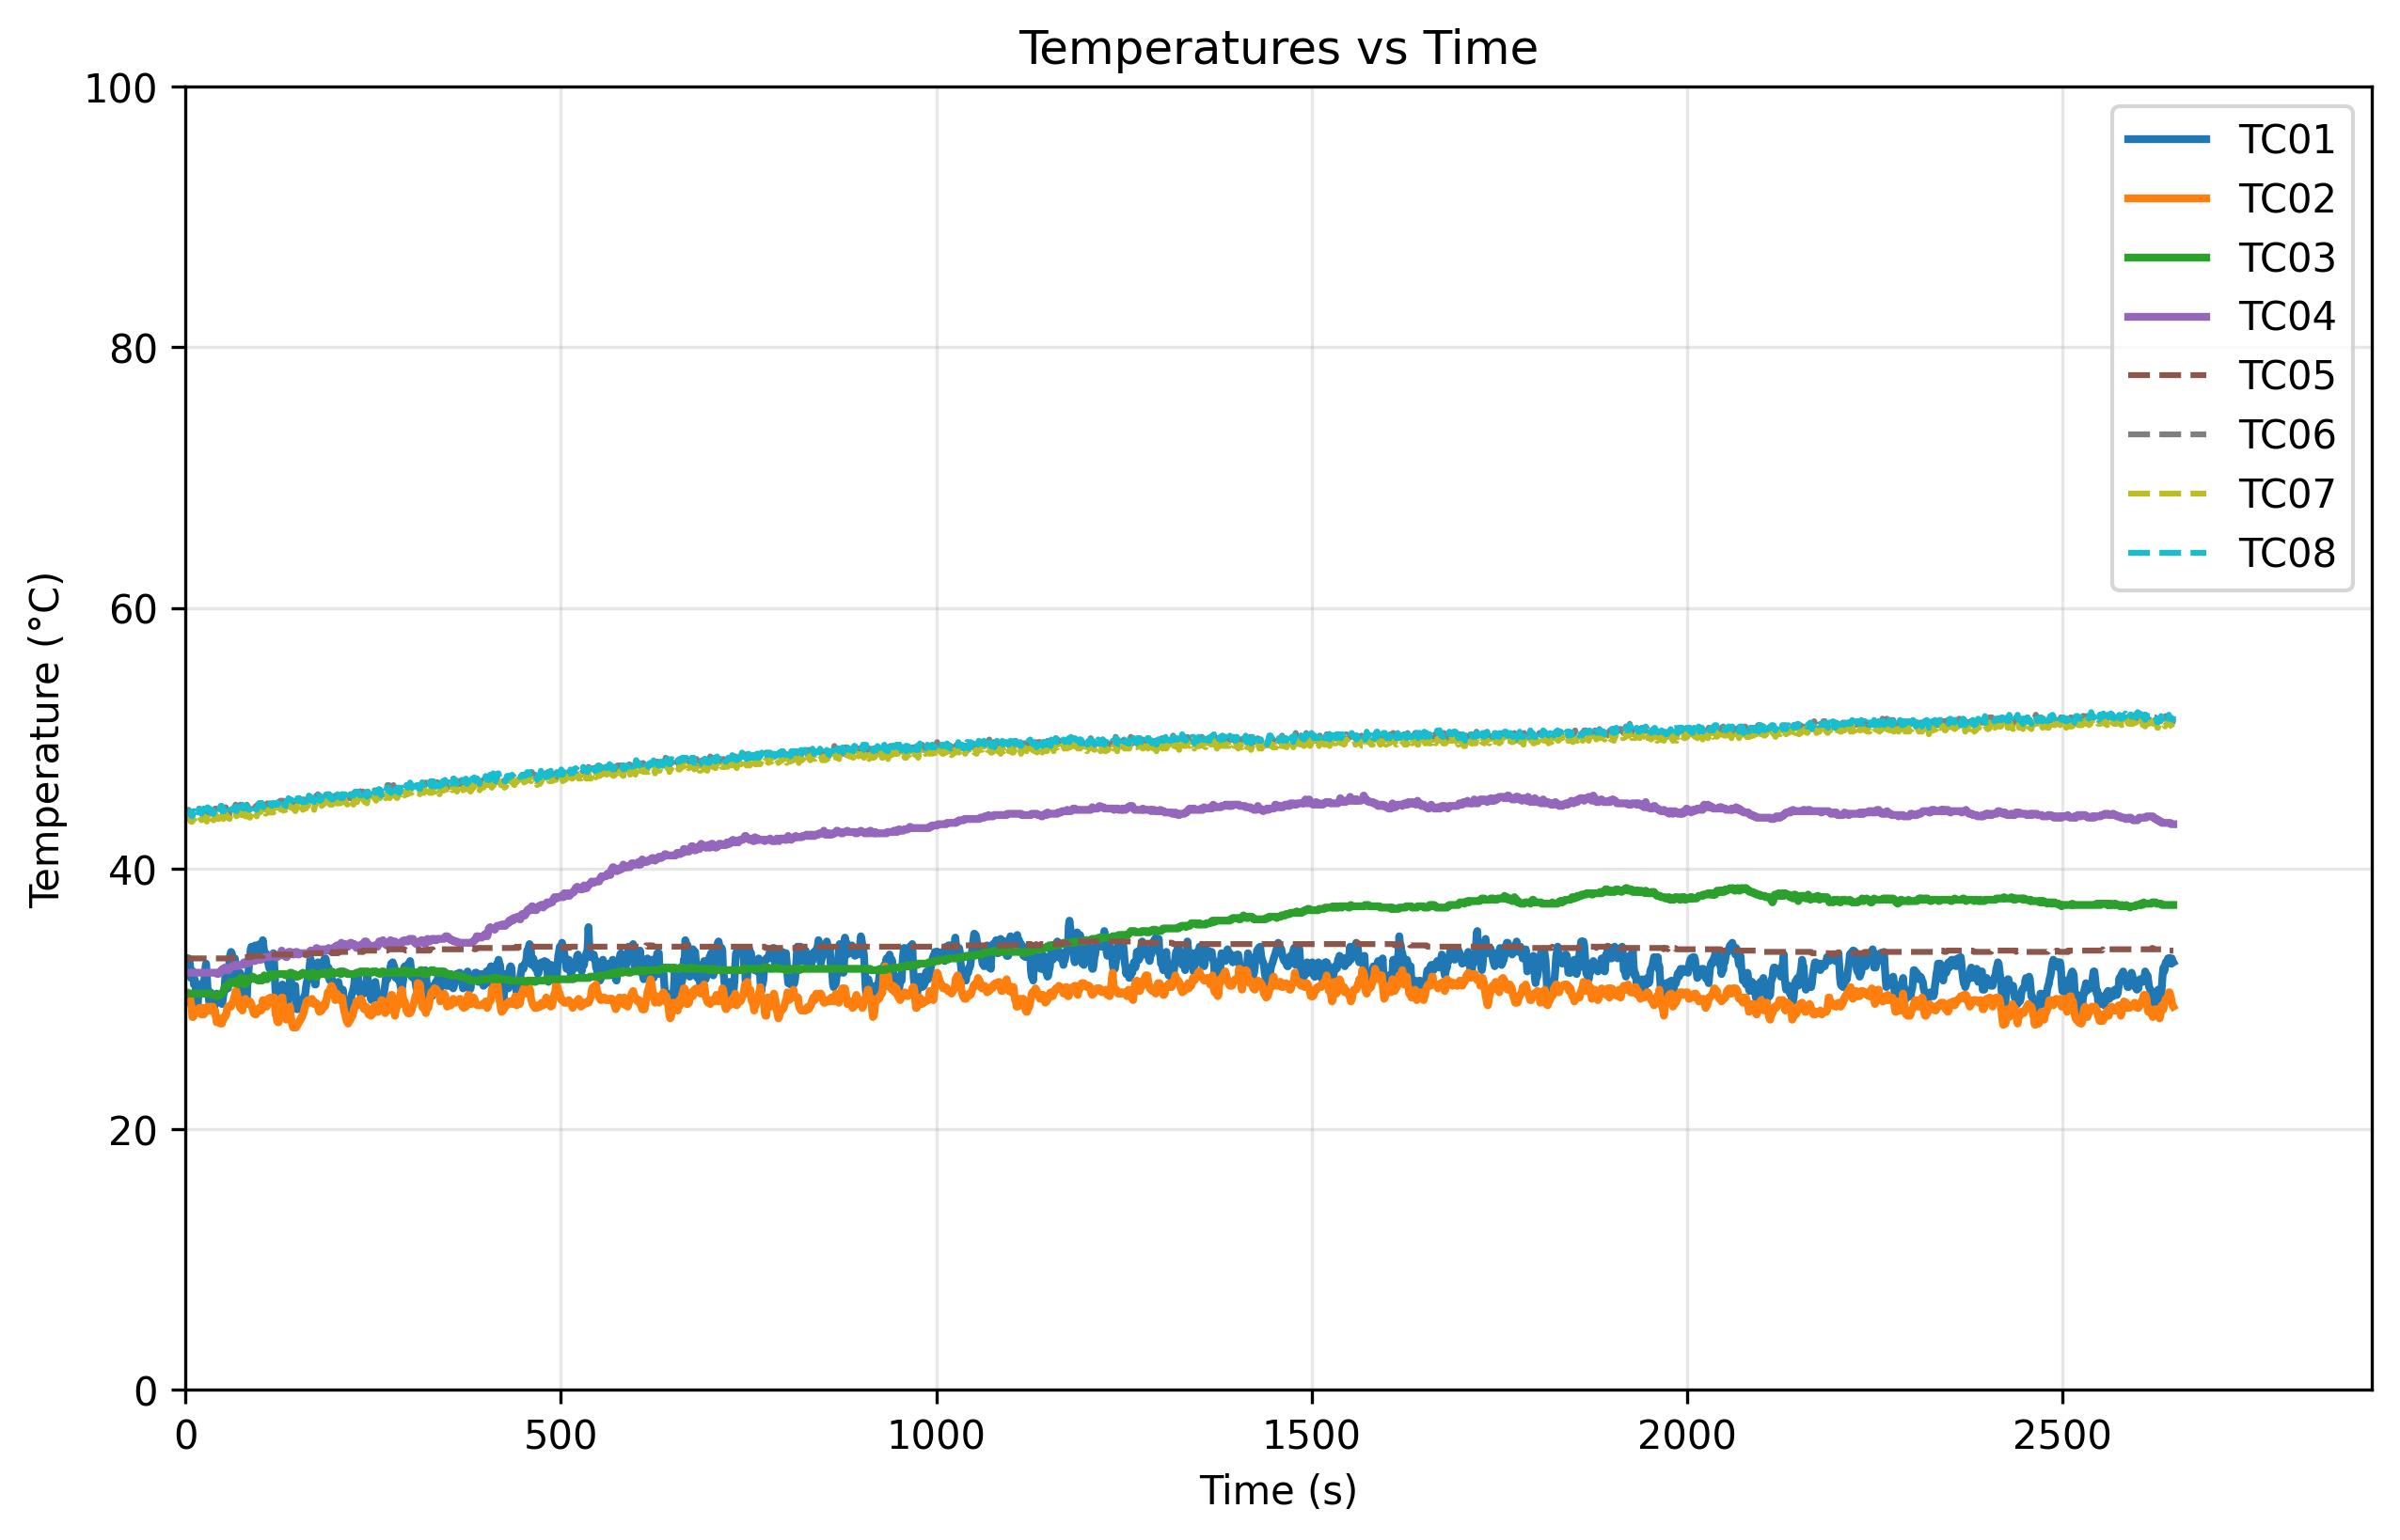 Temperatures vs Time
100
80
60
40
20
0
Temperature (°C)
0 500 1000 1500 2000 2500
Time (s)
TC01
TC02
TC03
TC04
TC05
TC06
TC07
TC08